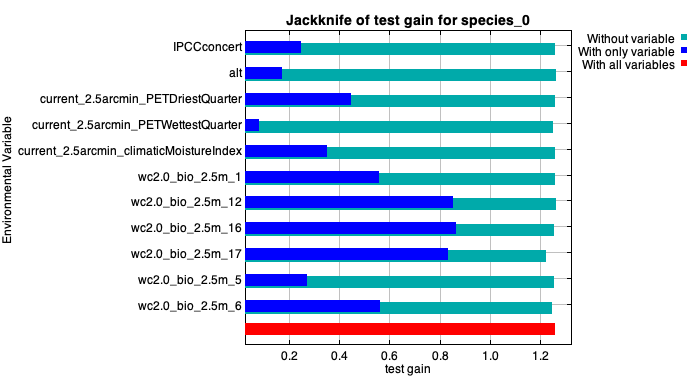 Jackknife of test gain for species_0
Without variable
With only variable
With all variables
Environmental Variable
IPCCconcert
alt
current_2.5arcmin_PETDriestQuarter
current_2.5arcmin_PETWettestQuarter
current_2.5arcmin_climaticMoistureIndex
wc2.0_bio_2.5m_1
wc2.0_bio_2.5m_12
wc2.0_bio_2.5m_16
wc2.0_bio_2.5m_17
wc2.0_bio_2.5m_5
wc2.0_bio_2.5m_6
0.2 0.4 0.6 0.8 1.0 1.2
test gain